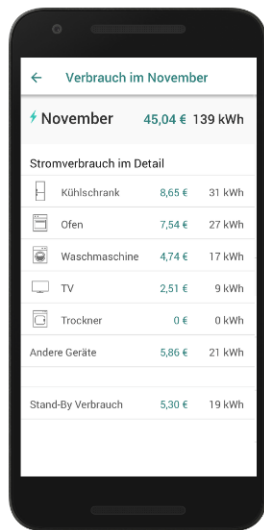 Verbrauch im November
November 45,04 € 139 kWh
Stromverbrauch im Detail
Kühlschrank 8,65 € 31 kWh
Ofen 7,54 € 27 kWh
Waschmaschine 4,74 € 17 kWh
TV 2,51 € 9 kWh
Trockner 0 € 0 kWh
Andere Geräte 5,86 € 21 kWh
Stand-By Verbrauch 5,30 € 19 kWh